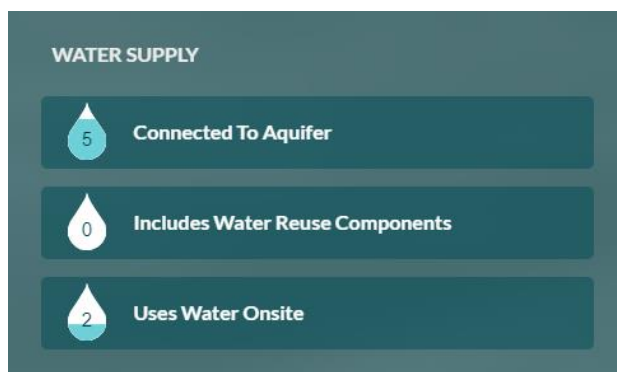 WATER SUPPLY
5 Connected To Aquifer
0 Includes Water Reuse Components
2 Uses Water Onsite